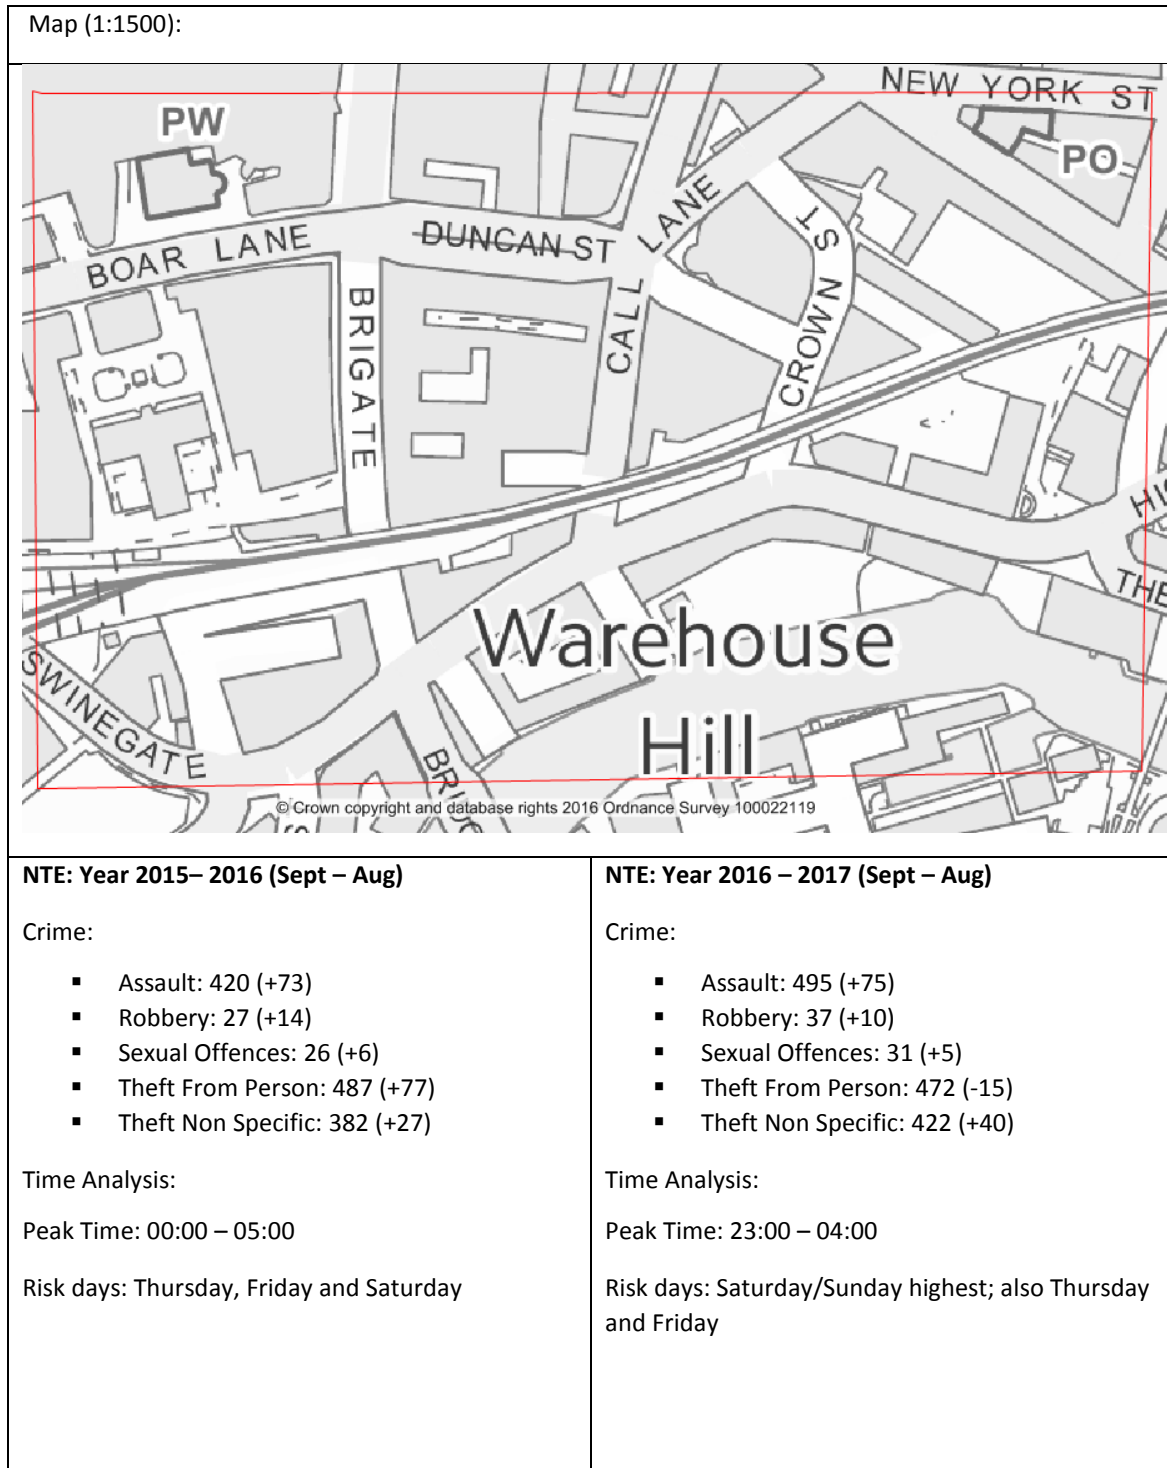 Map (1:1500):
NEW YORK ST
PW
PO
BOAR LANE
DUNCAN ST
CALL LANE
CROWN ST
BRIGATE
CROWN
HIG
THE
Warehouse
Hill
SWINEGATE
BRIDG
S
© Crown copyright and database rights 2016 Ordnance Survey 100022119
NTE: Year 2015– 2016 (Sept – Aug)
Crime:
▪ Assault: 420 (+73)
▪ Robbery: 27 (+14)
▪ Sexual Offences: 26 (+6)
▪ Theft From Person: 487 (+77)
▪ Theft Non Specific: 382 (+27)
Time Analysis:
Peak Time: 00:00 – 05:00
Risk days: Thursday, Friday and Saturday
NTE: Year 2016 – 2017 (Sept – Aug)
Crime:
▪ Assault: 495 (+75)
▪ Robbery: 37 (+10)
▪ Sexual Offences: 31 (+5)
▪ Theft From Person: 472 (-15)
▪ Theft Non Specific: 422 (+40)
Time Analysis:
Peak Time: 23:00 – 04:00
Risk days: Saturday/Sunday highest; also Thursday
and Friday